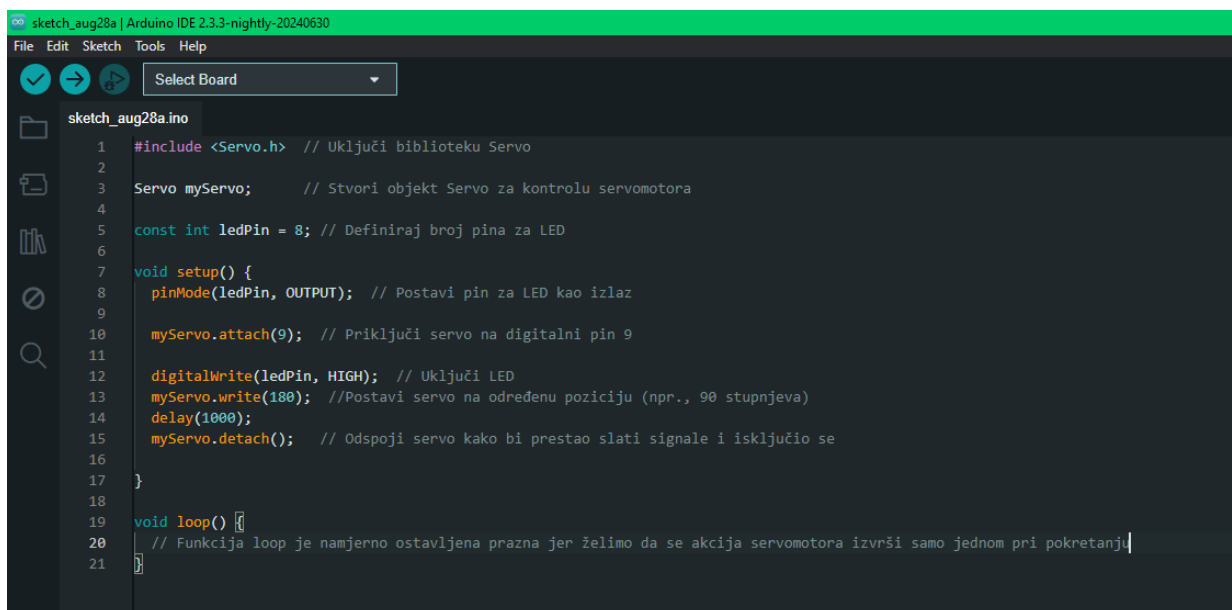 sketch_aug28a | Arduino IDE 2.3.3-nightly-20240630
File Edit Sketch Tools Help
Select Board
sketch_aug28a.ino
1 #include <Servo.h>  // Uključi biblioteku Servo
2
3 Servo myServo;      // Stvori objekt Servo za kontrolu servomotora
4
5 const int ledPin = 8; // Definiraj broj pina za LED
6
7 void setup() {
8   pinMode(ledPin, OUTPUT);  // Postavi pin za LED kao izlaz
9
10   myServo.attach(9);  // Priključi servo na digitalni pin 9
11
12   digitalWrite(ledPin, HIGH);  // Uključi LED
13   myServo.write(180);  //Postavi servo na određenu poziciju (npr., 90 stupnjeva)
14   delay(1000);
15   myServo.detach();   // Odspoji servo kako bi prestao slati signale i isključio se
16
17 }
18
19 void loop() {
20   // Funkcija loop je namjerno ostavljena prazna jer želimo da se akcija servomotora izvrši samo jednom pri pokretanju
21 }